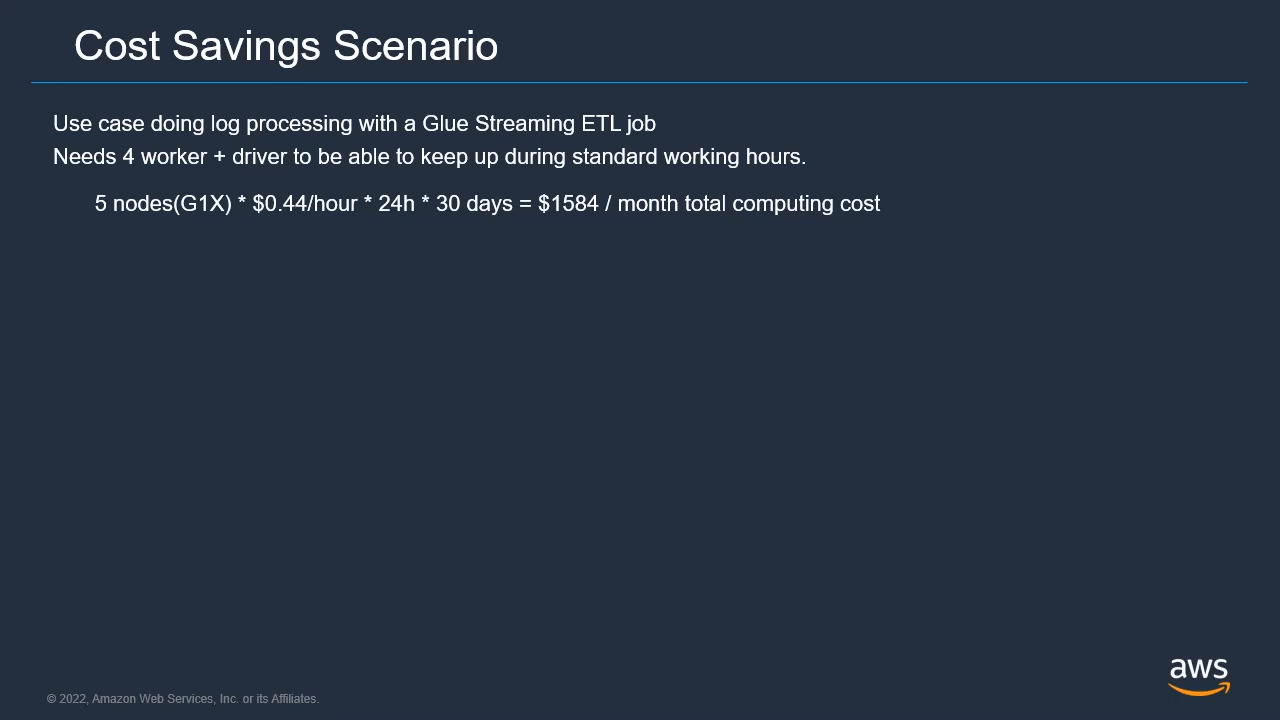 Cost Savings Scenario
Use case doing log processing with a Glue Streaming ETL job
Needs 4 worker + driver to be able to keep up during standard working hours.
5 nodes(G1X) * $0.44/hour * 24h * 30 days = $1584 / month total computing cost
aws
© 2022, Amazon Web Services, Inc. or its Affiliates.